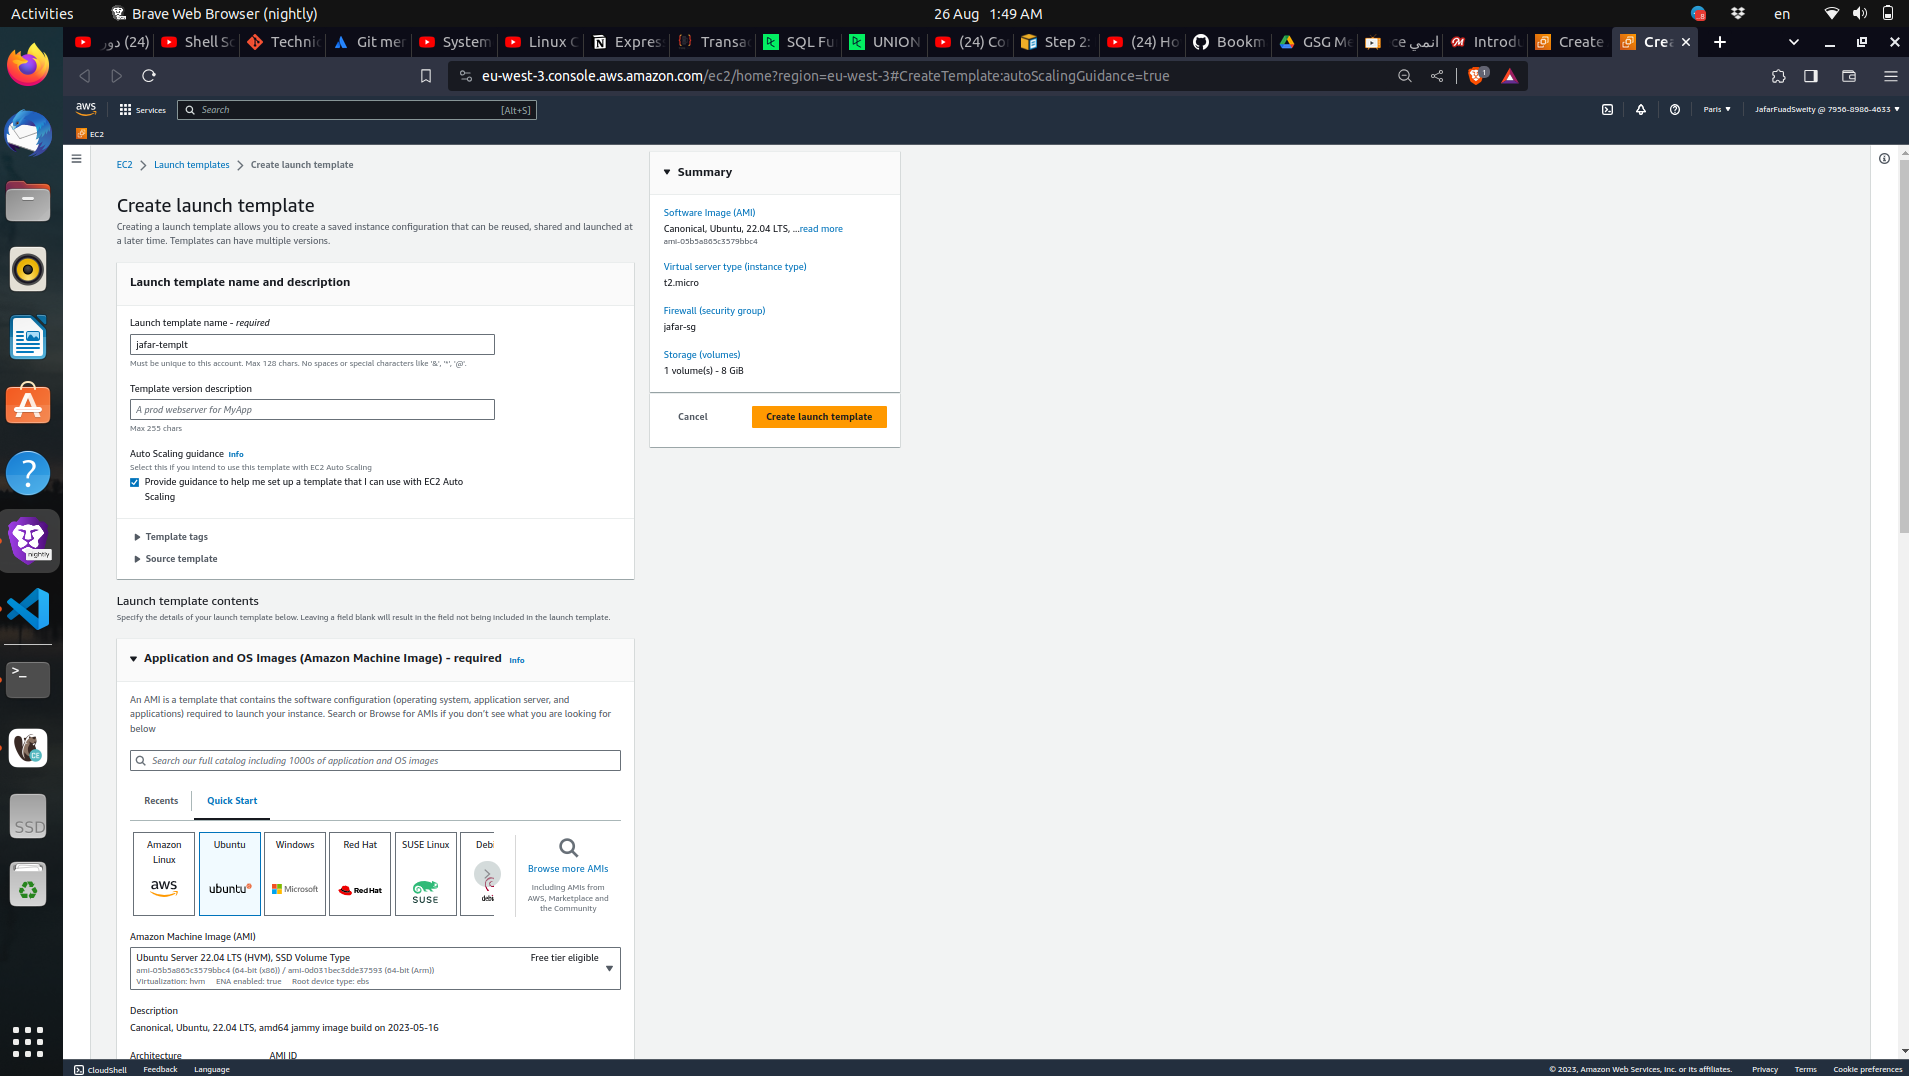 Activities
Brave Web Browser (nightly)
26 Aug 1:49 AM
en
(24) دور
Shell Sc
Technic
Git mer
System
Linux C
Expres
Transac
SQL Fu
UNION
(24) Co
Step 2:
(24) Ho
Bookm
GSG Me
انمي ce
Introdu
Create
Crea
eu-west-3.console.aws.amazon.com/ec2/home?region=eu-west-3#CreateTemplate:autoScalingGuidance=true
1
aws
Services
Search
[Alt+S]
Paris
JafarFuadSweity @ 7956-8986-4633
EC2
EC2
Launch templates
Create launch template
Create launch template
Creating a launch template allows you to create a saved instance configuration that can be reused, shared and launched at
a later time. Templates can have multiple versions.
Launch template name and description
Launch template name - required
jafar-templt
Must be unique to this account. Max 128 chars. No spaces or special characters like '&', '*', '@'.
Template version description
A prod webserver for MyApp
Max 255 chars
Auto Scaling guidance Info
Select this if you intend to use this template with EC2 Auto Scaling
Provide guidance to help me set up a template that I can use with EC2 Auto
Scaling
Template tags
Source template
Launch template contents
Specify the details of your launch template below. Leaving a field blank will result in the field not being included in the launch template.
Application and OS Images (Amazon Machine Image) - required Info
An AMI is a template that contains the software configuration (operating system, application server, and
applications) required to launch your instance. Search or Browse for AMIs if you don't see what you are looking for
below
Search our full catalog including 1000s of application and OS images
Recents
Quick Start
Amazon
Linux
aws
Ubuntu
ubuntu
Windows
Microsoft
Red Hat
Red Hat
SUSE Linux
SUSE
Debi
debi
Browse more AMIs
Including AMIs from
AWS, Marketplace and
the Community
Amazon Machine Image (AMI)
Ubuntu Server 22.04 LTS (HVM), SSD Volume Type
Free tier eligible
ami-05b5a865c3579bbc4 (64-bit (x86)) / ami-0d031bec3dde37593 (64-bit (Arm))
Virtualization: hvm ENA enabled: true Root device type: ebs
Description
Canonical, Ubuntu, 22.04 LTS, amd64 jammy image build on 2023-05-16
Architecture
AMI ID
Summary
Software Image (AMI)
Canonical, Ubuntu, 22.04 LTS, ...read more
ami-05b5a865c3579bbc4
Virtual server type (instance type)
t2.micro
Firewall (security group)
jafar-sg
Storage (volumes)
1 volume(s) - 8 GiB
Cancel
Create launch template
nightly
SSD
CloudShell
Feedback
Language
© 2023, Amazon Web Services, Inc. or its affiliates.
Privacy
Terms
Cookie preferences